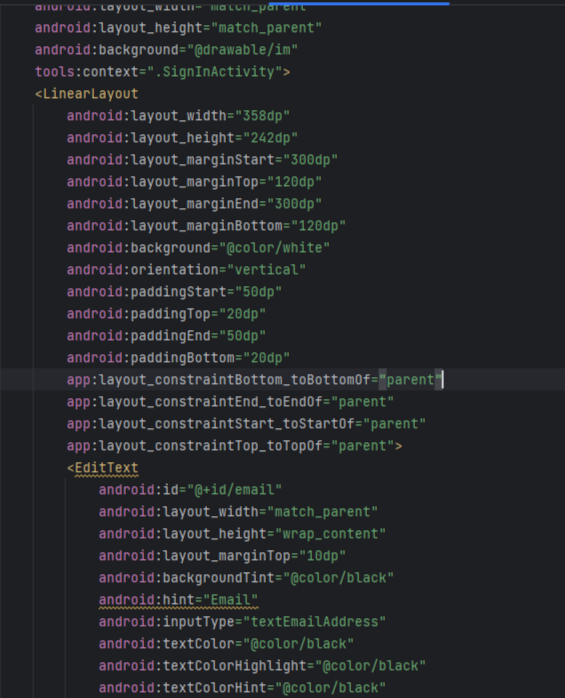 android:layout_width="match_parent"
android:layout_height="match_parent"
android:background="@drawable/im"
tools:context=".SignInActivity">
<LinearLayout
android:layout_width="358dp"
android:layout_height="242dp"
android:layout_marginStart="300dp"
android:layout_marginTop="120dp"
android:layout_marginEnd="300dp"
android:layout_marginBottom="120dp"
android:background="@color/white"
android:orientation="vertical"
android:paddingStart="50dp"
android:paddingTop="20dp"
android:paddingEnd="50dp"
android:paddingBottom="20dp"
app:layout_constraintBottom_toBottomOf="parent"
app:layout_constraintEnd_toEndOf="parent"
app:layout_constraintStart_toStartOf="parent"
app:layout_constraintTop_toTopOf="parent">
<EditText
android:id="@+id/email"
android:layout_width="match_parent"
android:layout_height="wrap_content"
android:layout_marginTop="10dp"
android:backgroundTint="@color/black"
android:hint="Email"
android:inputType="textEmailAddress"
android:textColor="@color/black"
android:textColorHighlight="@color/black"
android:textColorHint="@color/black"